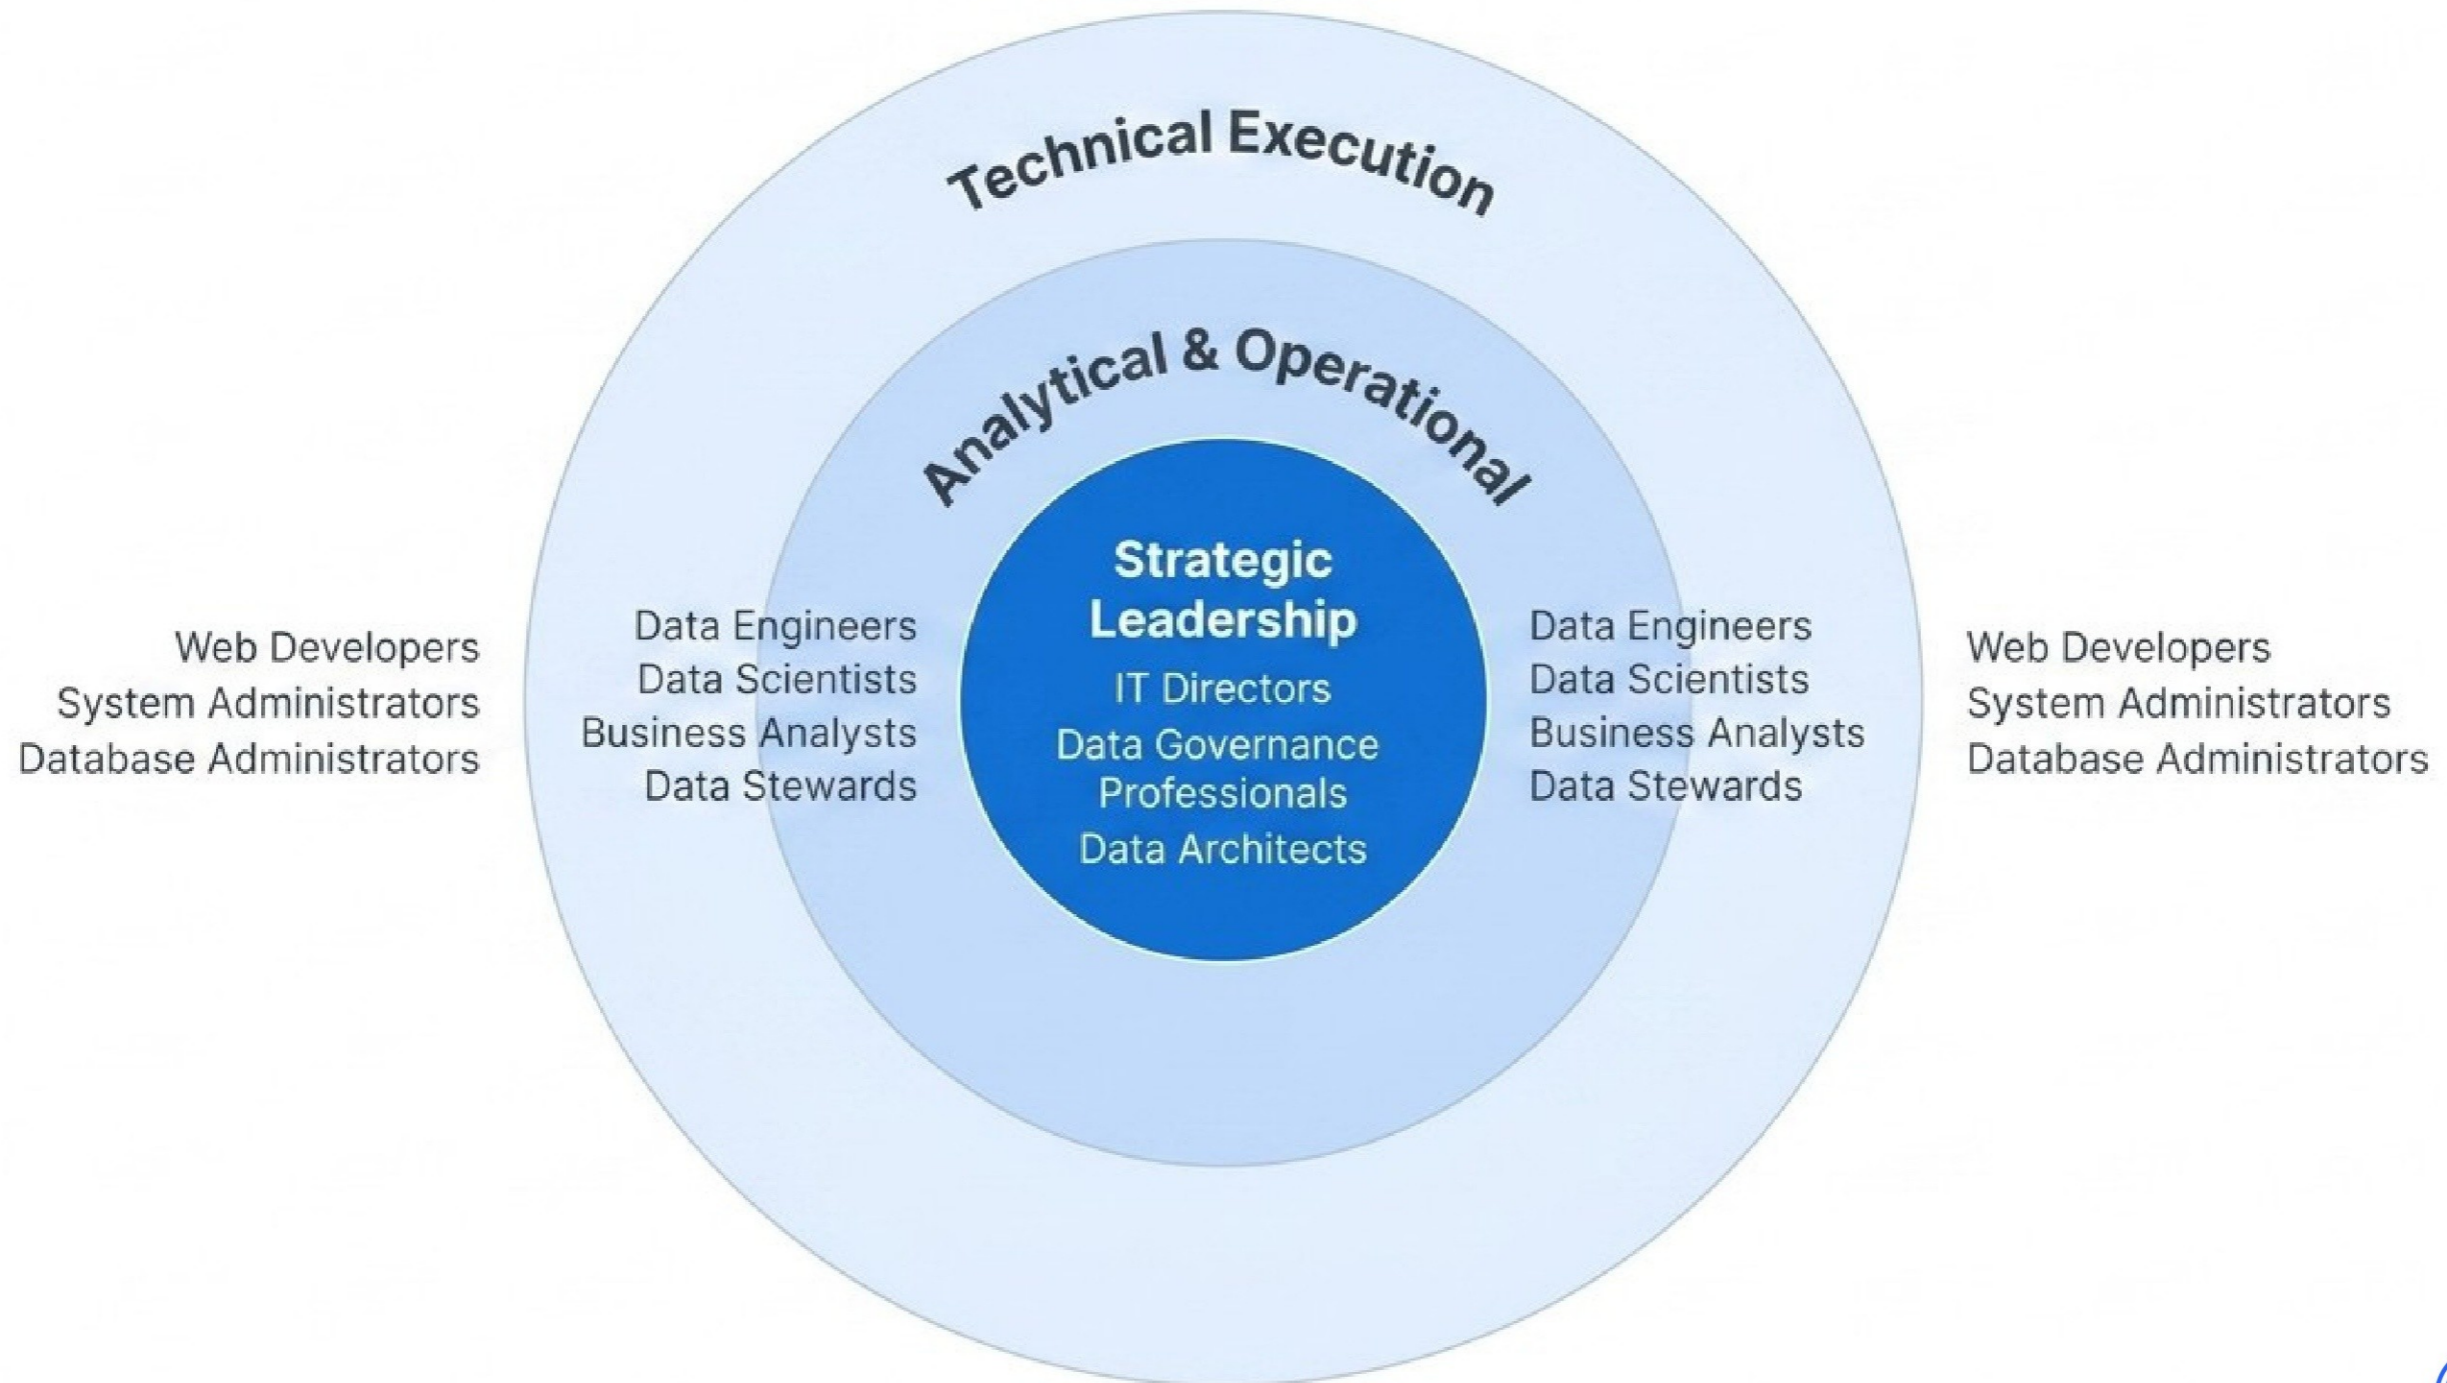 Technical Execution
Analytical & Operational
Strategic
Leadership
IT Directors
Data Governance
Professionals
Data Architects
Data Engineers
Data Scientists
Business Analysts
Data Stewards
Data Engineers
Data Scientists
Business Analysts
Data Stewards
Web Developers
System Administrators
Database Administrators
Web Developers
System Administrators
Database Administrators